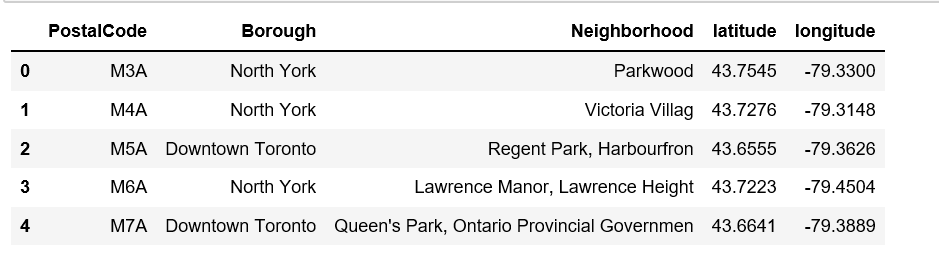 PostalCode Borough Neighborhood latitude longitude
0 M3A North York Parkwood 43.7545 -79.3300
1 M4A North York Victoria Villag 43.7276 -79.3148
2 M5A Downtown Toronto Regent Park, Harbourfron 43.6555 -79.3626
3 M6A North York Lawrence Manor, Lawrence Height 43.7223 -79.4504
4 M7A Downtown Toronto Queen's Park, Ontario Provincial Governmen 43.6641 -79.3889